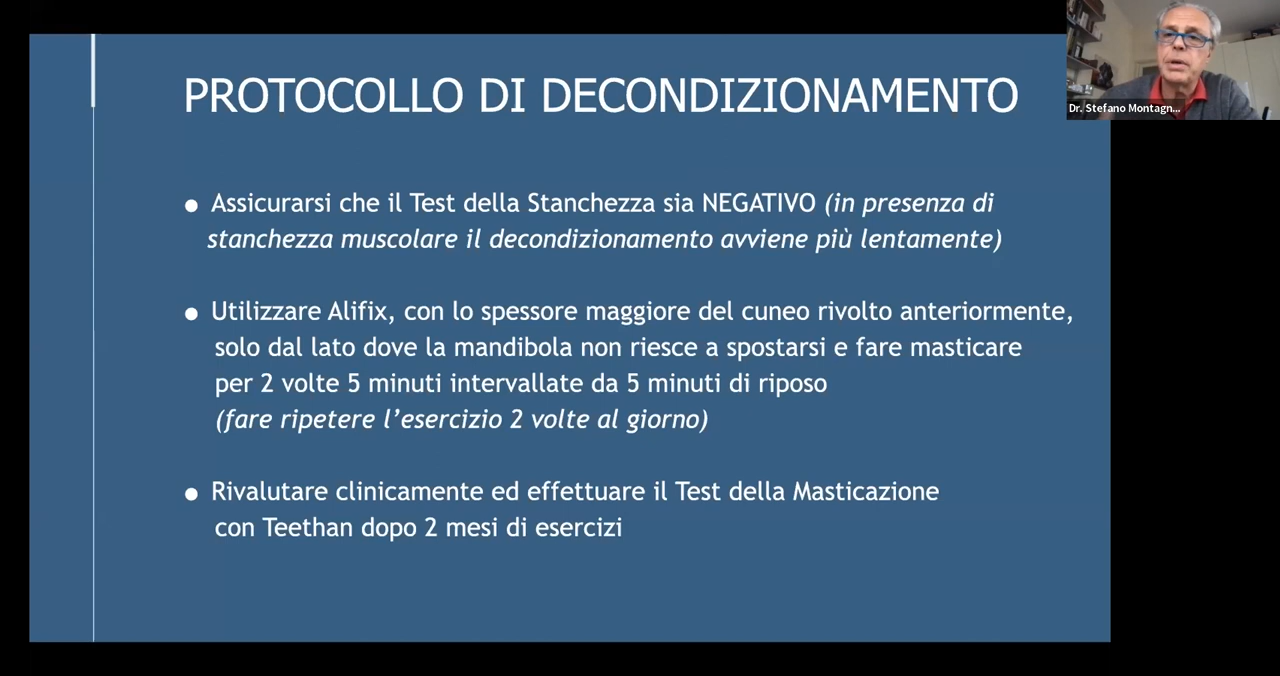 PROTOCOLLO DI DECONDIZIONAMENTO
Dr. Stefano Montagn...
● Assicurarsi che il Test della Stanchezza sia NEGATIVO (in presenza di
stanchezza muscolare il decondizionamento avviene più lentamente)
● Utilizzare Alifix, con lo spessore maggiore del cuneo rivolto anteriormente,
solo dal lato dove la mandibola non riesce a spostarsi e fare masticare
per 2 volte 5 minuti intervallate da 5 minuti di riposo
(fare ripetere l’esercizio 2 volte al giorno)
● Rivalutare clinicamente ed effettuare il Test della Masticazione
con Teethan dopo 2 mesi di esercizi